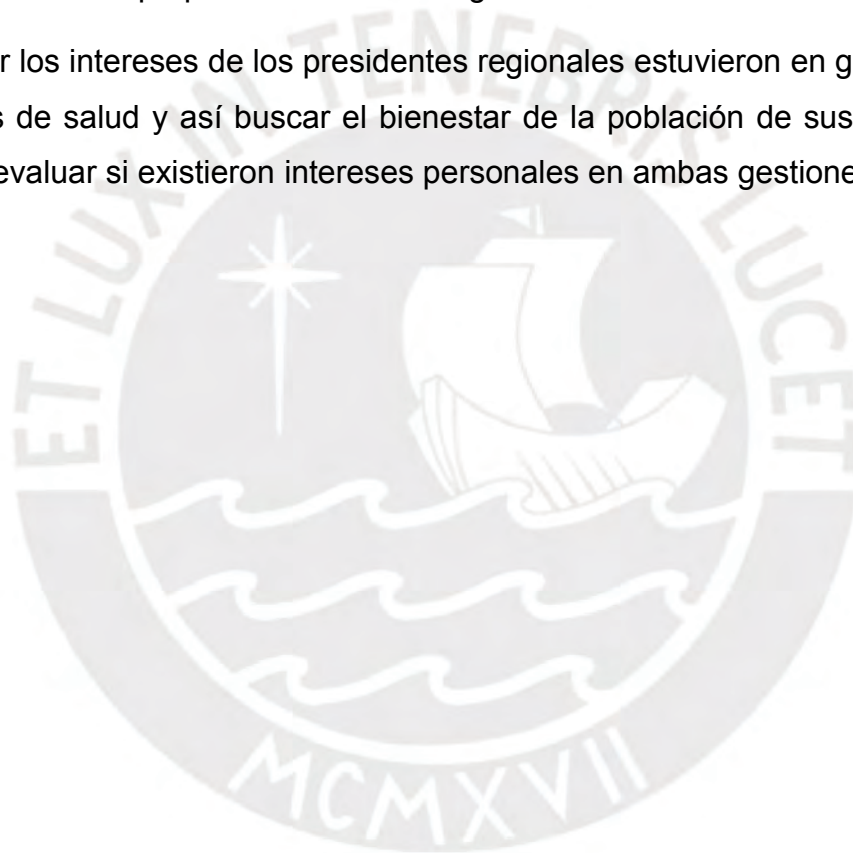 r los intereses de los presidentes regionales estuvieron en g
s de salud y así buscar el bienestar de la población de sus
evaluar si existieron intereses personales en ambas gestione
ET LUX IN TENEBRIS LUCET
MCMXVII